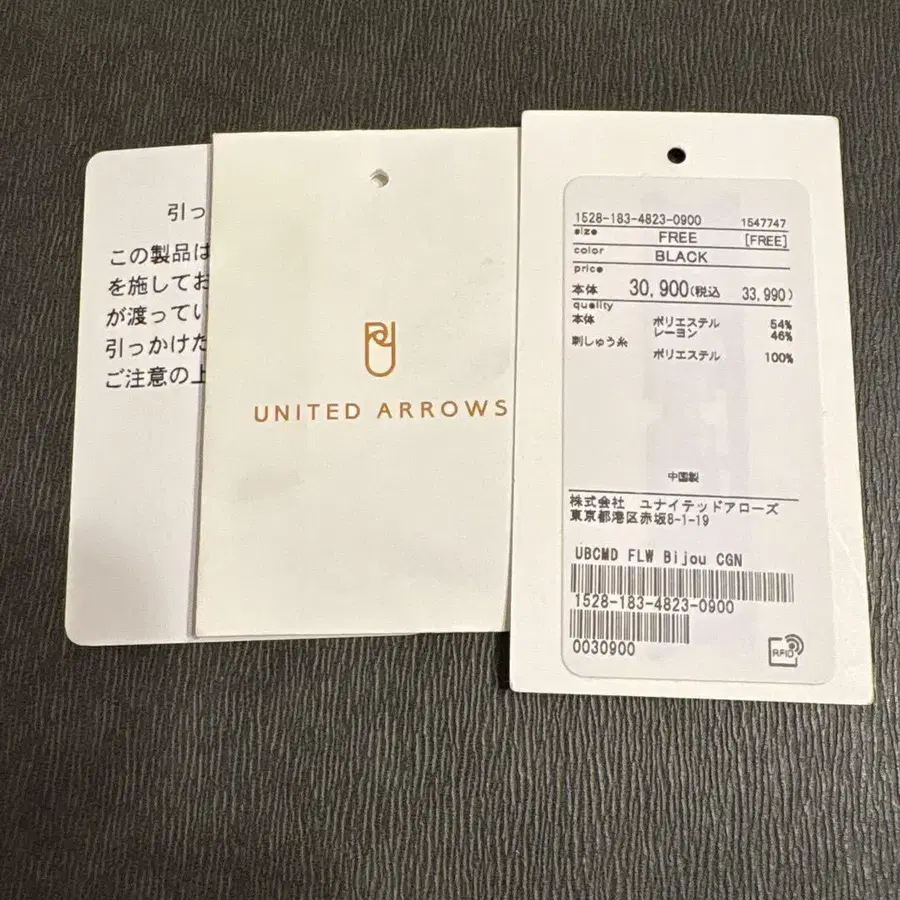 引っ
この製品は
を施してお
が渡ってい
引っかけた
ご注意の上
UNITED ARROWS
1528-183-4823-0900 1547747
size FREE [FREE]
color BLACK
price
本体 30,900(税込 33,990)
quality
本体 ポリエステル 54%
レーヨン 46%
刺しゅう糸
ポリエステル 100%
中国製
株式会社 ユナイテッドアローズ
東京都港区赤坂8-1-19
UBCMD FLW Bijou CGN
1528-183-4823-0900
0030900
RFID